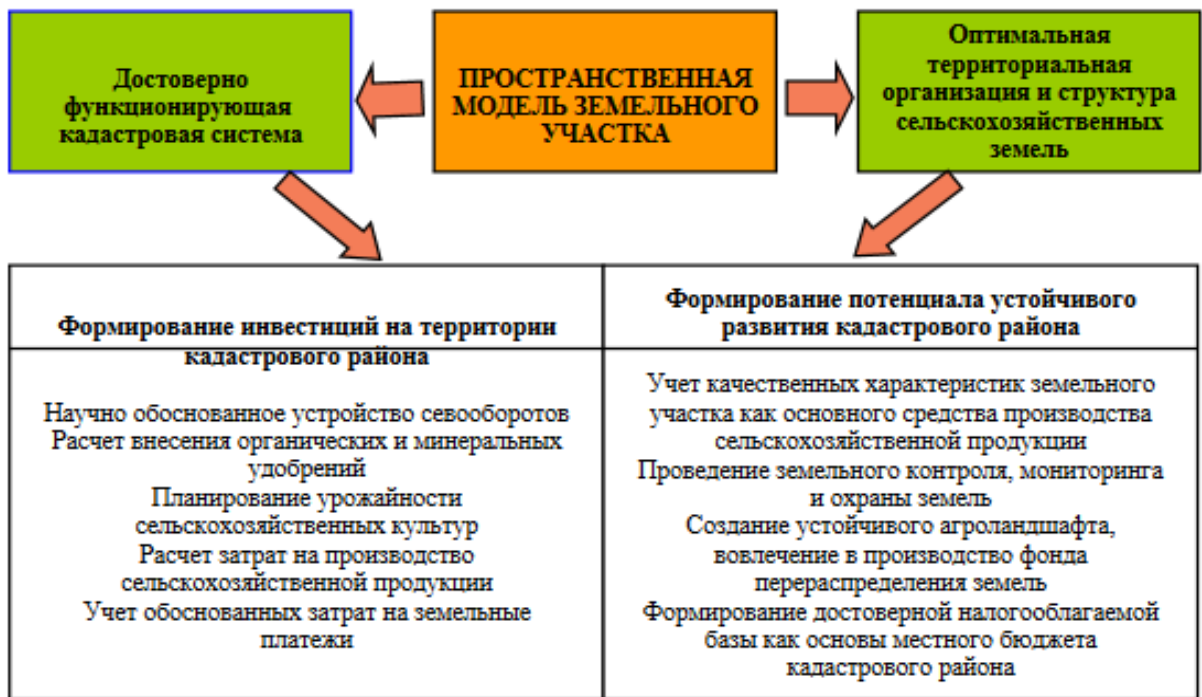 Достоверно
функционирующая
кадастровая система
ПРОСТРАНСТВЕННАЯ
МОДЕЛЬ ЗЕМЕЛЬНОГО
УЧАСТКА
Оптимальная
территориальная
организация и структура
сельскохозяйственных
земель
Формирование инвестиций на территории
кадастрового района
Формирование потенциала устойчивого
развития кадастрового района
Научно обоснованное устройство севооборотов
Расчет внесения органических и минеральных
удобрений
Планирование урожайности
сельскохозяйственных культур
Расчет затрат на производство
сельскохозяйственной продукции
Учет обоснованных затрат на земельные
платежи
Учет качественных характеристик земельного
участка как основного средства производства
сельскохозяйственной продукции
Проведение земельного контроля, мониторинга
и охраны земель
Создание устойчивого агроландшафта,
вовлечение в производство фонда
перераспределения земель
Формирование достоверной налогооблагаемой
базы как основы местного бюджета
кадастрового района